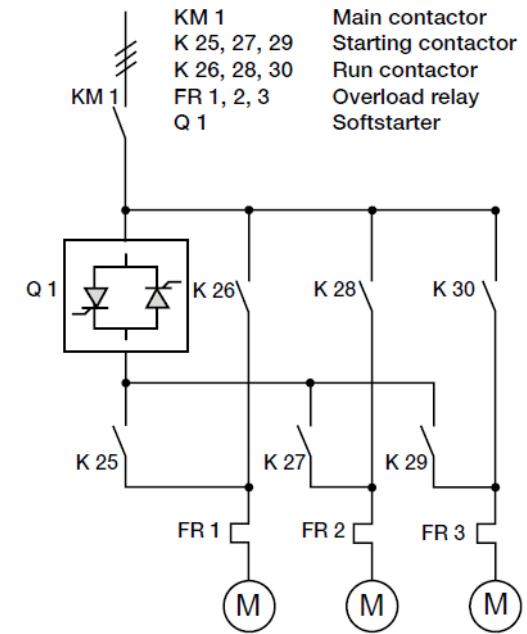 KM 1 Main contactor
K 25, 27, 29 Starting contactor
K 26, 28, 30 Run contactor
FR 1, 2, 3 Overload relay
Q 1 Softstarter
KM 1
Q 1
K 26
K 28
K 30
K 25
K 27
K 29
FR 1
FR 2
FR 3
M
M
M